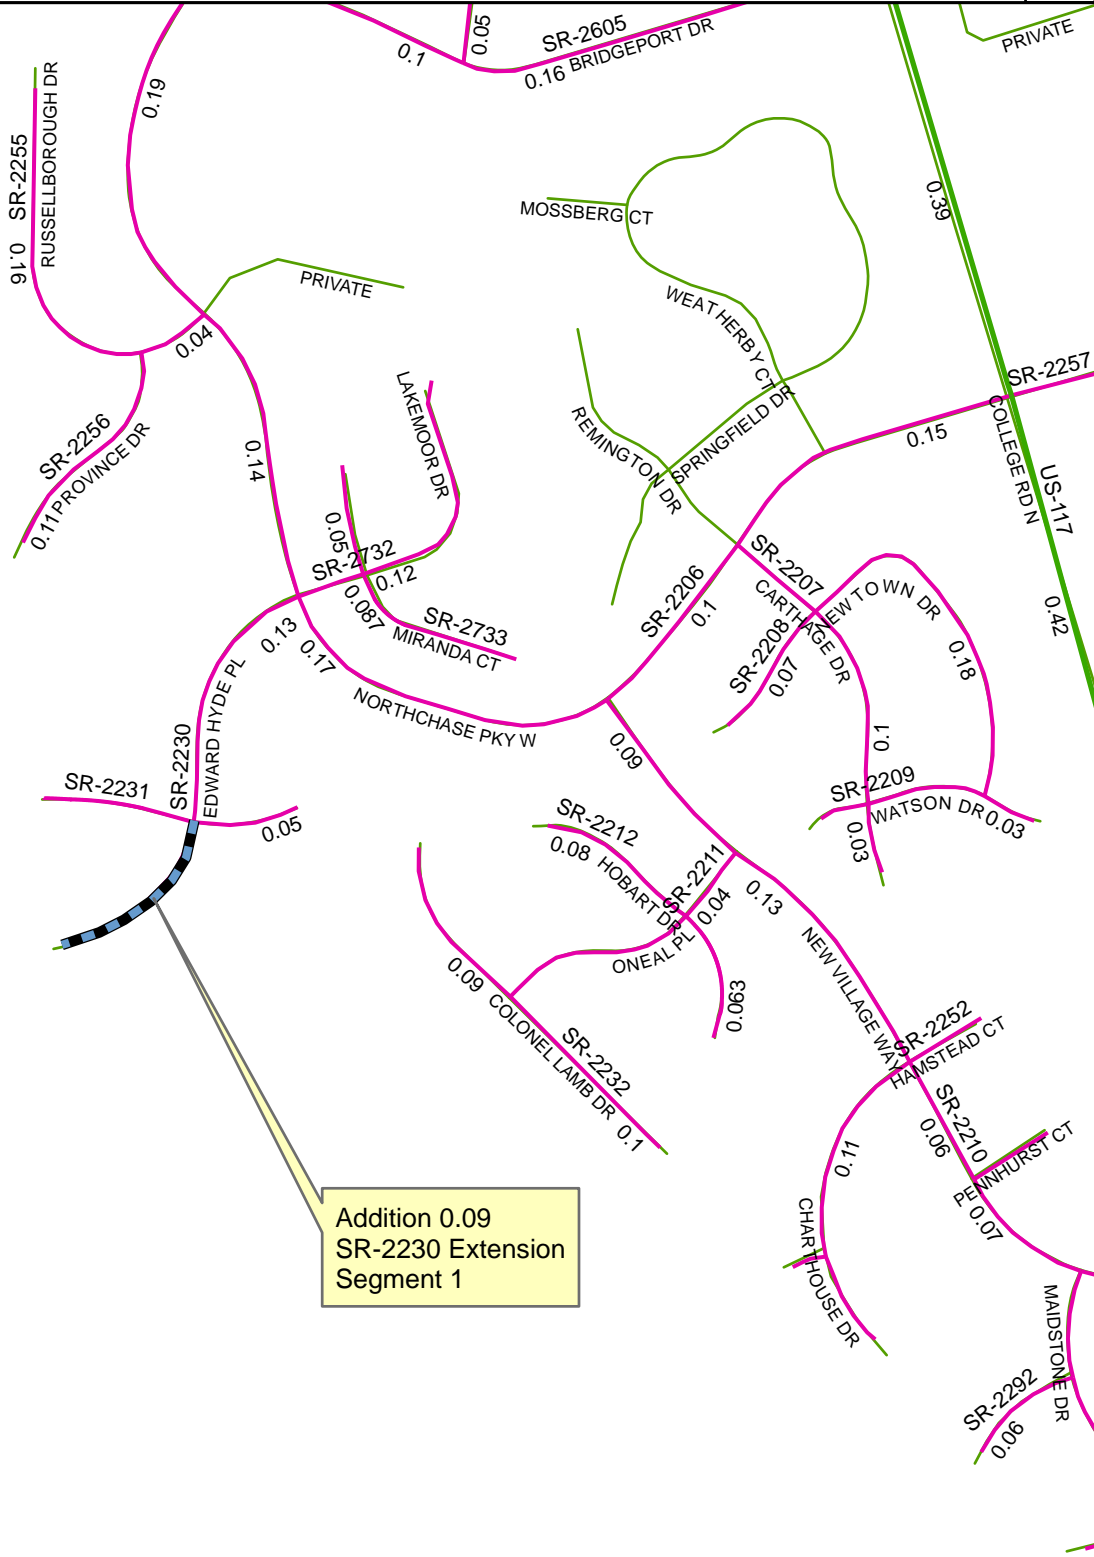 0.05
SR-2605
BRIDGEPORT DR
0.1
0.16
PRIVATE
0.19
SR-2255
RUSSELLBOROUGH DR
0.16
0.39
MOSSBERG CT
PRIVATE
WEATHERBY CT
0.04
SR-2257
LAKEMOOR DR
SPRINGFIELD DR
REMINGTON DR
COLLEGE RD N
0.15
SR-2256
PROVINCE DR
0.11
0.14
US-117
0.05
SR-2732
0.12
SR-2207
0.087
SR-2733
MIRANDA CT
SR-2206
0.1
CARTHAGE DR
NEW TOWN DR
0.42
SR-2208
0.07
0.18
0.13
0.17
EDWARD HYDE PL
SR-2230
NORTHCHASE PKY W
0.09
0.1
SR-2231
0.05
SR-2209
WATSON DR
0.03
0.03
SR-2212
0.08
HOBART DR
SR-2211
0.04
0.13
ONEAL PL
NEW VILLAGE WAY
0.09
COLONEL LAMB DR
SR-2232
0.1
0.063
SR-2252
HAMSTEAD CT
SR-2210
0.06
0.11
PENNHURST CT
0.07
CHARTHOUSE DR
Addition 0.09
SR-2230 Extension
Segment 1
MAIDSTONE DR
SR-2292
0.06